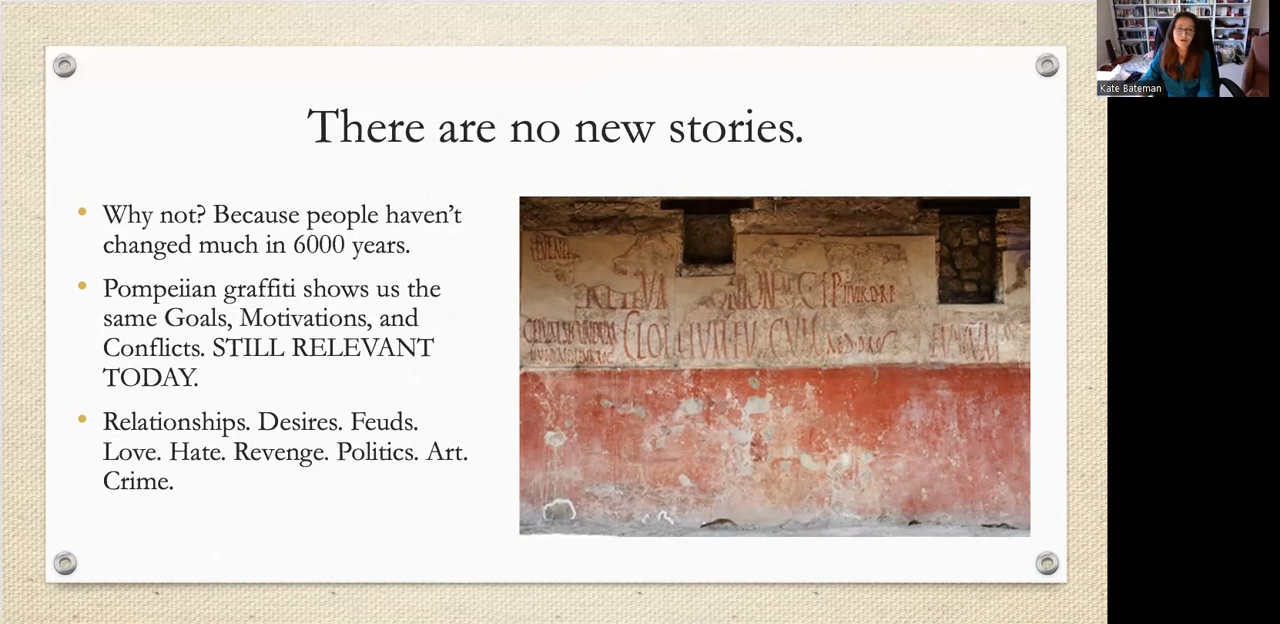 There are no new stories.
Why not? Because people haven’t
changed much in 6000 years.
Pompeiian graffiti shows us the
same Goals, Motivations, and
Conflicts. STILL RELEVANT
TODAY.
Relationships. Desires. Feuds.
Love. Hate. Revenge. Politics. Art.
Crime.
Kate Bateman